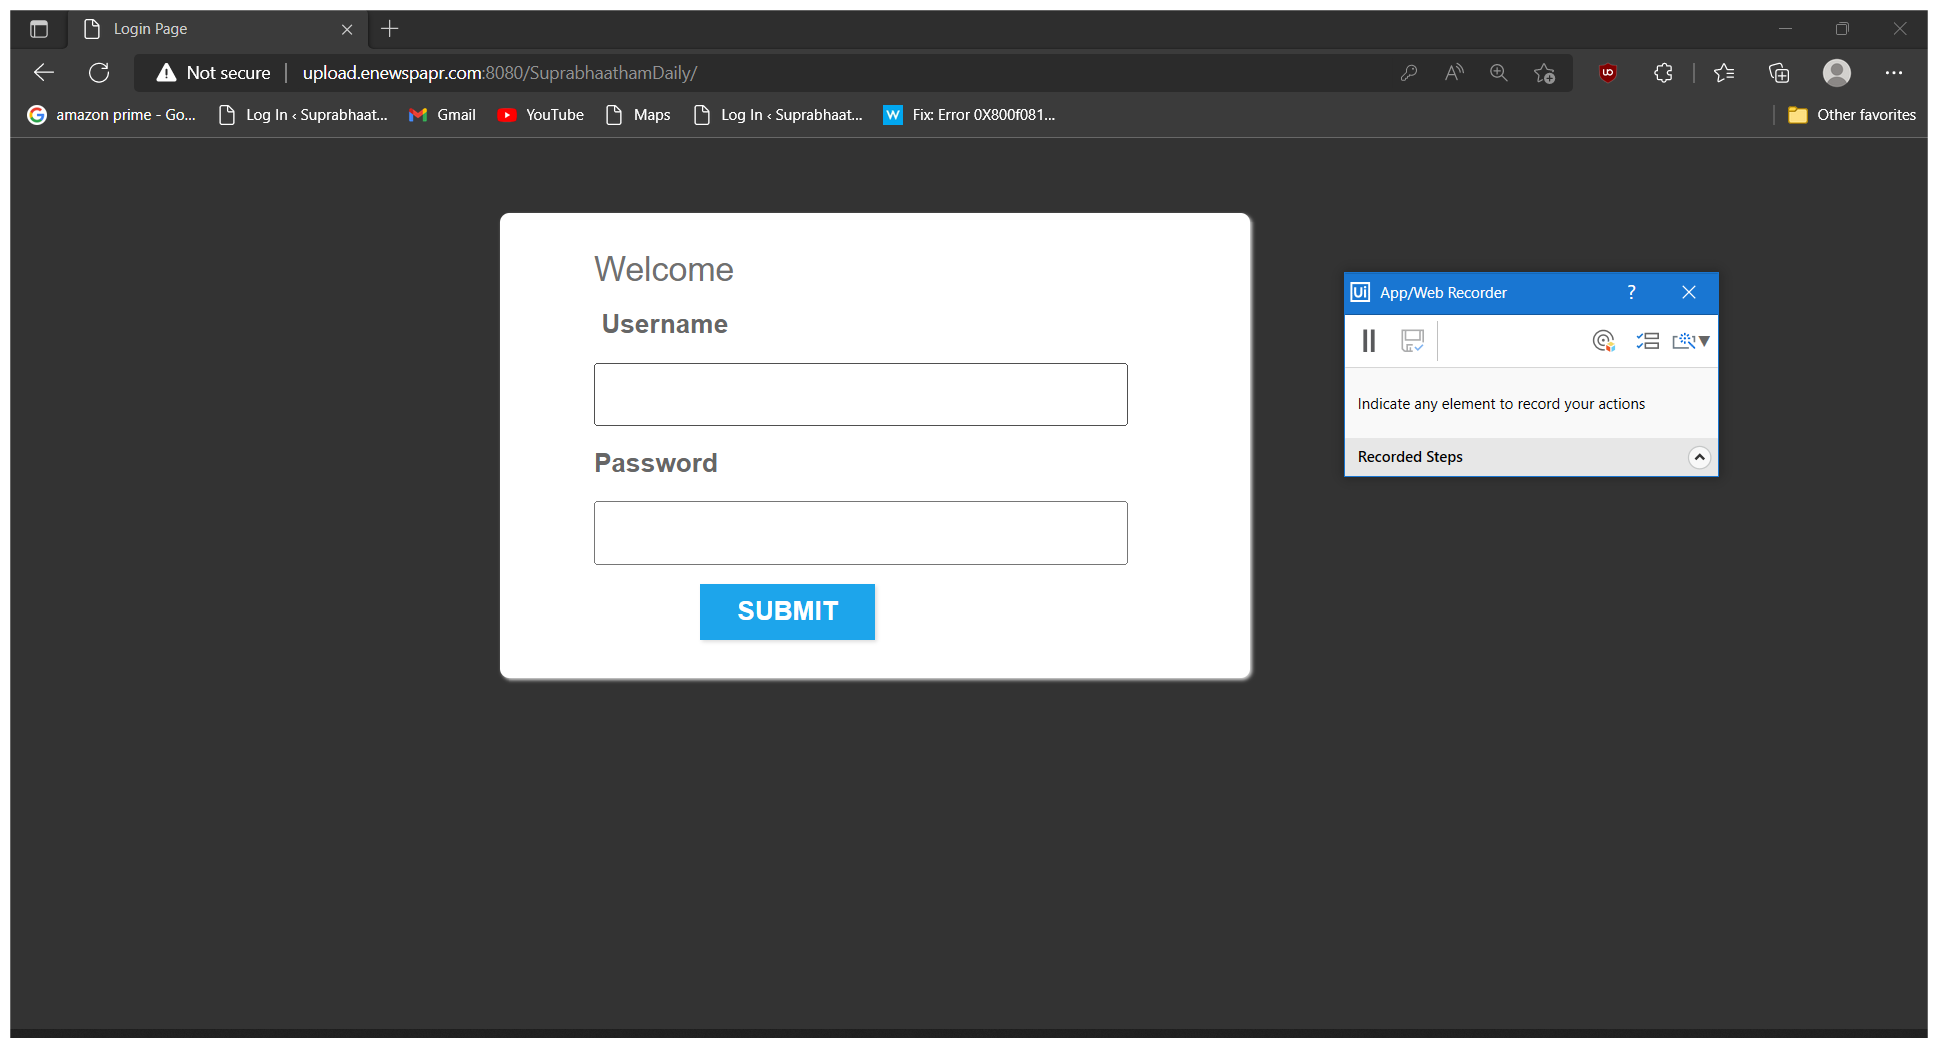 Login Page
Not secure upload.enewspapr.com:8080/SuprabhaathamDaily/
amazon prime - Go... Log In ‹ Suprabhaat... Gmail YouTube Maps Log In ‹ Suprabhaat... W Fix: Error 0X800f081... Other favorites
Welcome
Username
Password
SUBMIT
Ui App/Web Recorder ?
Indicate any element to record your actions
Recorded Steps